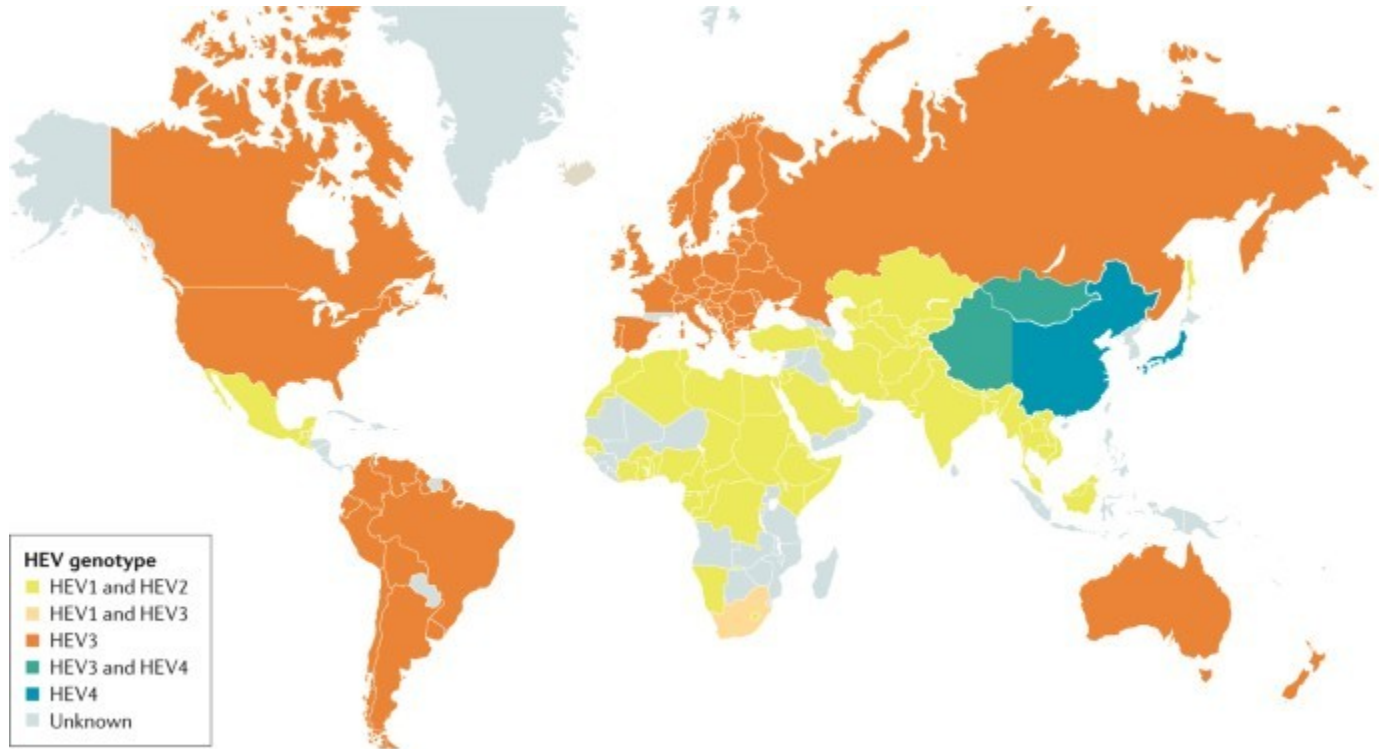 HEV genotype
HEV1 and HEV2
HEV1 and HEV3
HEV3
HEV3 and HEV4
HEV4
Unknown